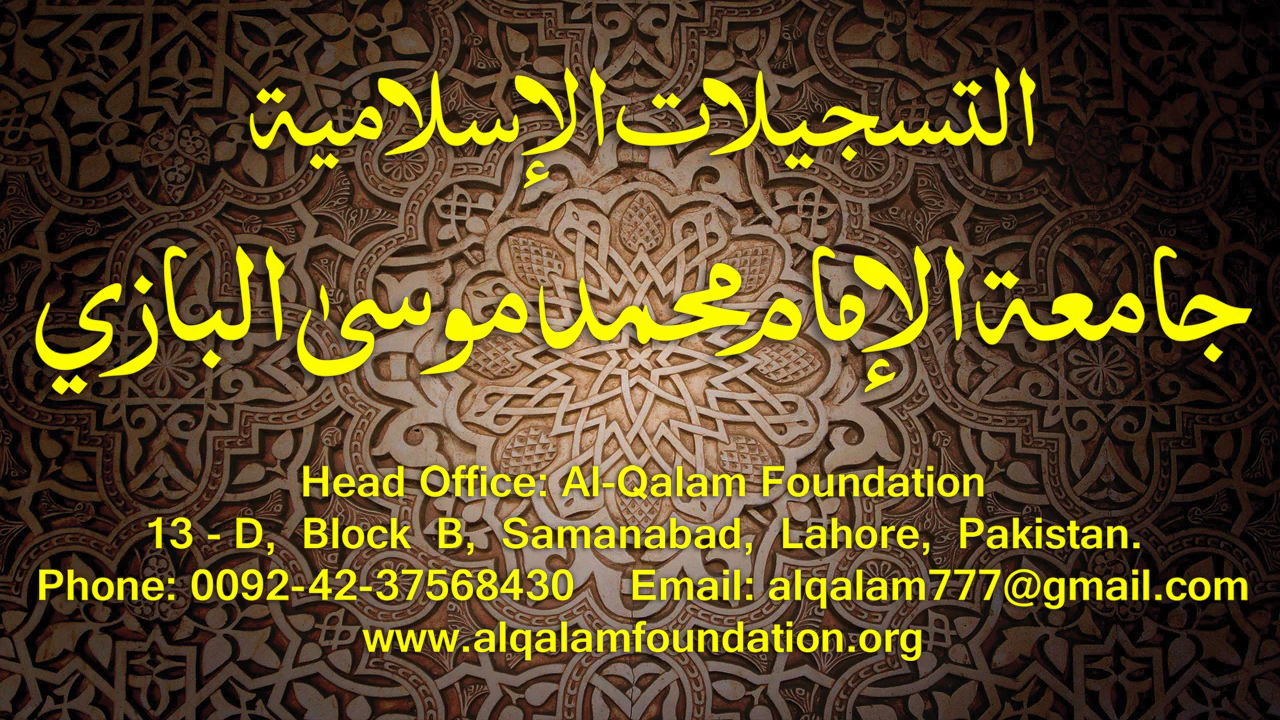 التسجيلات الإسلامية
جامعة الإمام محمد موسى البازي
Head Office: Al-Qalam Foundation
13 - D, Block B, Samanabad, Lahore, Pakistan.
Phone: 0092-42-37568430 Email: alqalam777@gmail.com
www.alqalamfoundation.org